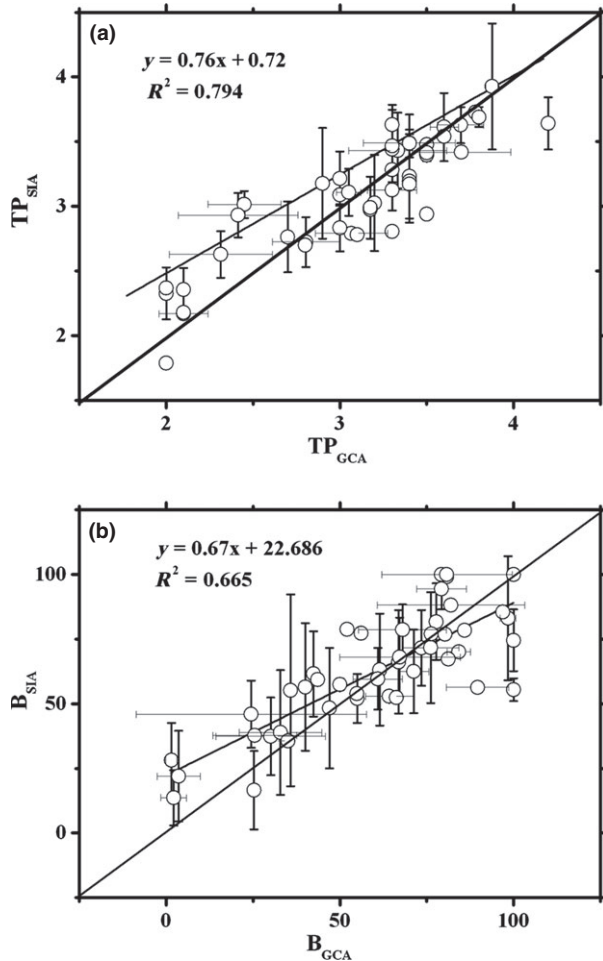 (a)
y = 0.76x + 0.72
R² = 0.794
4
3
2
TP_SIA
2 3 4
TP_GCA
(b)
y = 0.67x + 22.686
R² = 0.665
100
50
0
B_SIA
0 50 100
B_GCA